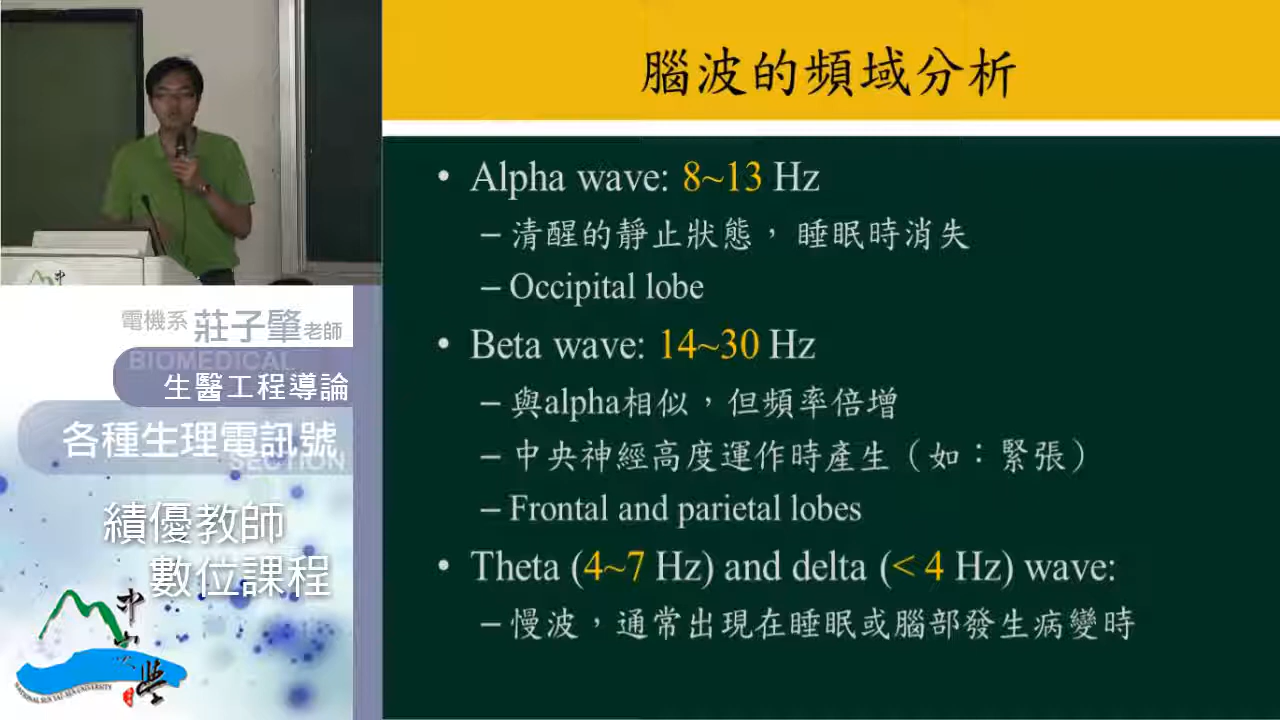 腦波的頻域分析
• Alpha wave: 8~13 Hz
– 清醒的靜止狀態，睡眠時消失
– Occipital lobe
• Beta wave: 14~30 Hz
– 與alpha相似，但頻率倍增
– 中央神經高度運作時產生（如：緊張）
– Frontal and parietal lobes
• Theta (4~7 Hz) and delta (< 4 Hz) wave:
– 慢波，通常出現在睡眠或腦部發生病變時
電機系 莊子肇 老師
BIOMEDICAL
生醫工程導論
各種生理電訊號
SECTION
績優教師
數位課程
中山大學
NATIONAL SUN YAT-SEN UNIVERSITY